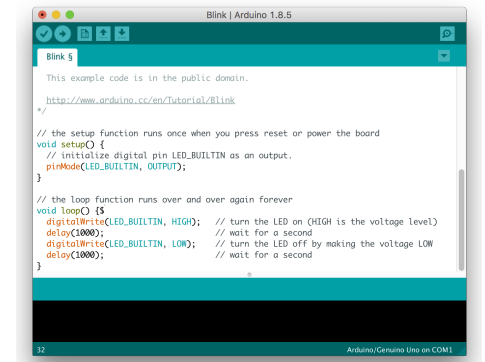 Blink | Arduino 1.8.5
Blink §
This example code is in the public domain.
http://www.arduino.cc/en/Tutorial/Blink
*/
// the setup function runs once when you press reset or power the board
void setup() {
// initialize digital pin LED_BUILTIN as an output.
pinMode(LED_BUILTIN, OUTPUT);
}
// the loop function runs over and over again forever
void loop() {$
digitalWrite(LED_BUILTIN, HIGH);   // turn the LED on (HIGH is the voltage level)
delay(1000);                       // wait for a second
digitalWrite(LED_BUILTIN, LOW);    // turn the LED off by making the voltage LOW
delay(1000);                       // wait for a second
}
32 Arduino/Genuino Uno on COM1